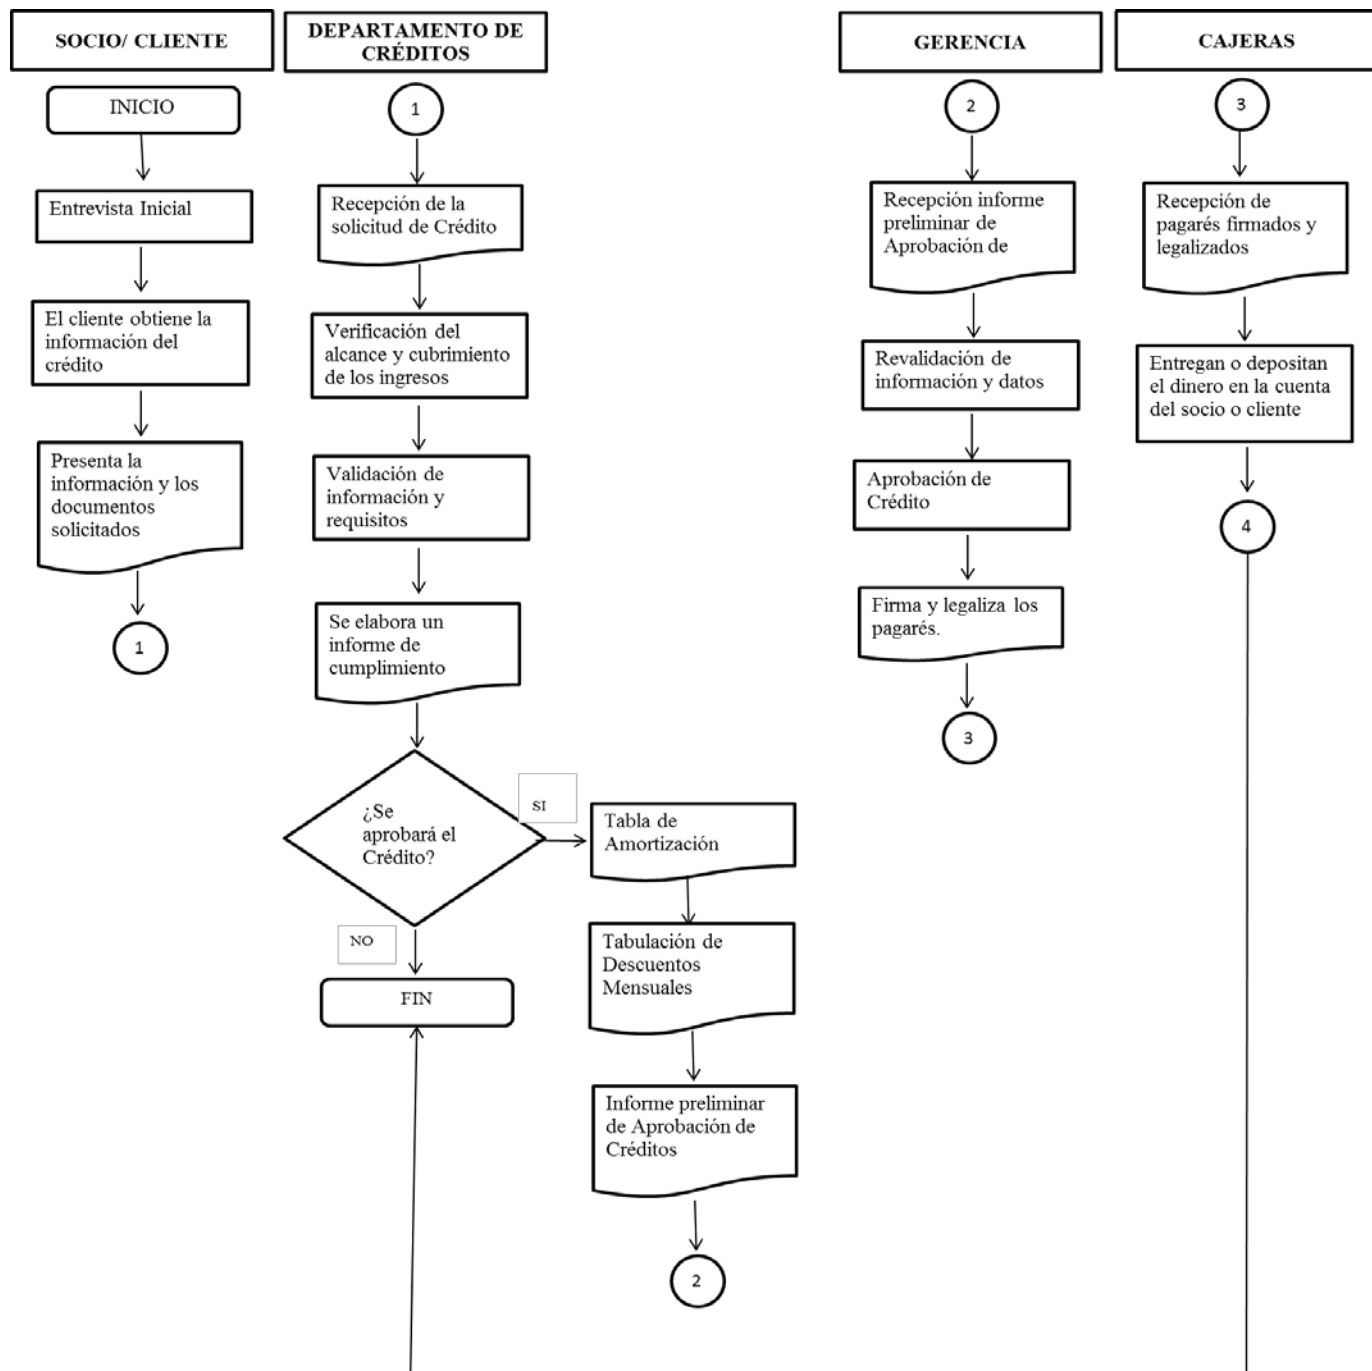 SOCIO/ CLIENTE
INICIO
Entrevista Inicial
El cliente obtiene la
información del
crédito
Presenta la
información y los
documentos
solicitados
1
DEPARTAMENTO DE
CRÉDITOS
1
Recepción de la
solicitud de Crédito
Verificación del
alcance y cubrimiento
de los ingresos
Validación de
información y
requisitos
Se elabora un
informe de
cumplimiento
¿Se
aprobará el
Crédito?
SI
NO
FIN
Tabla de
Amortización
Tabulación de
Descuentos
Mensuales
Informe preliminar
de Aprobación de
Créditos
2
GERENCIA
2
Recepción informe
preliminar de
Aprobación de
Revalidación de
información y datos
Aprobación de
Crédito
Firma y legaliza los
pagarés.
3
CAJERAS
3
Recepción de
pagarés firmados y
legalizados
Entregan o depositan
el dinero en la cuenta
del socio o cliente
4